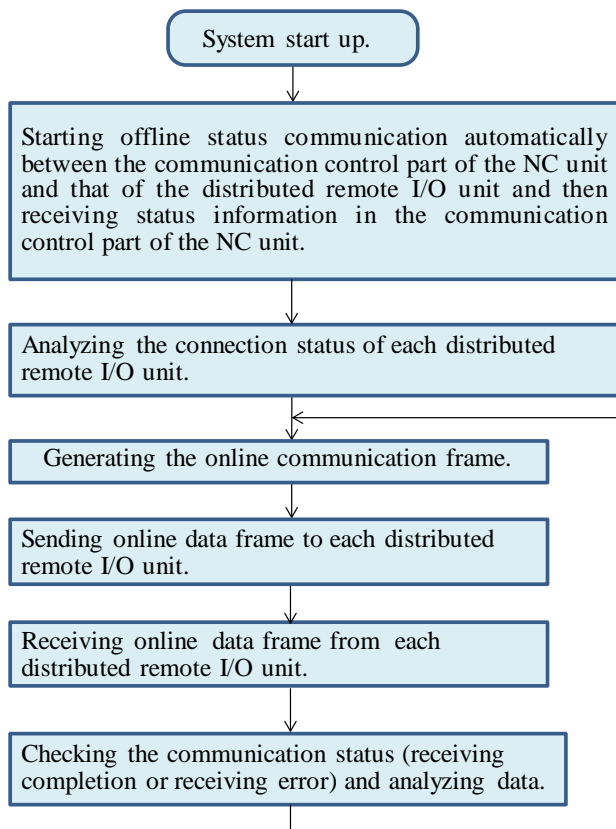 System start up.
Starting offline status communication automatically
between the communication control part of the NC unit
and that of the distributed remote I/O unit and then
receiving status information in the communication
control part of the NC unit.
Analyzing the connection status of each distributed
remote I/O unit.
Generating the online communication frame.
Sending online data frame to each distributed
remote I/O unit.
Receiving online data frame from each
distributed remote I/O unit.
Checking the communication status (receiving
completion or receiving error) and analyzing data.